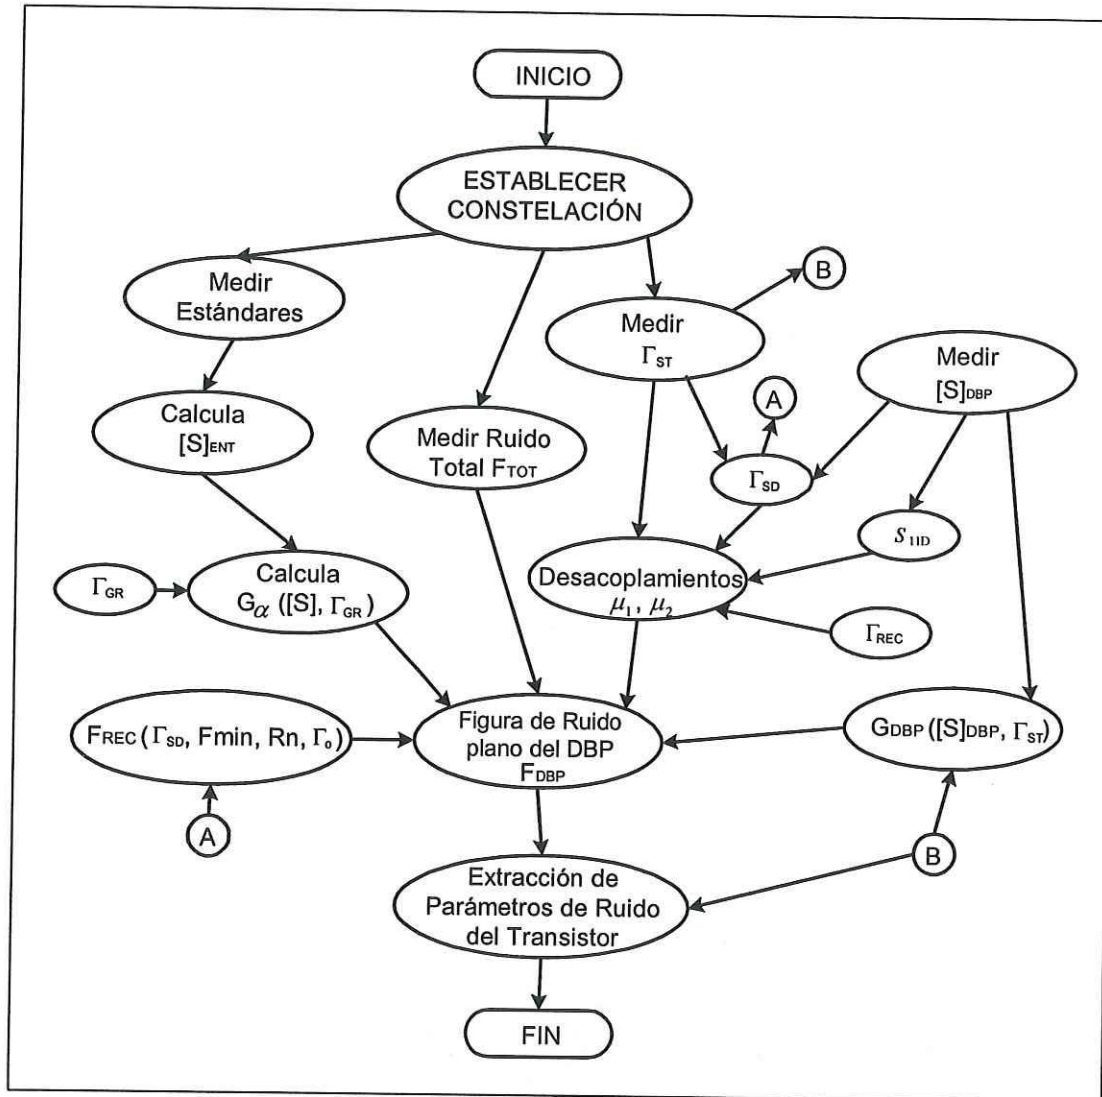 INICIO
ESTABLECER
CONSTELACIÓN
Medir
Estándares
Medir
ΓST
B
Medir
[S]DBP
Calcula
[S]ENT
Medir Ruido
Total FTOT
A
ΓSD
S11D
ΓGR
Calcula
Gα ([S], ΓGR)
Desacoplamientos
μ1, μ2
ΓREC
FREC (ΓSD, Fmin, Rn, Γo)
Figura de Ruido
plano del DBP
FDBP
GDBP ([S]DBP, ΓST)
A
B
Extracción de
Parámetros de Ruido
del Transistor
FIN